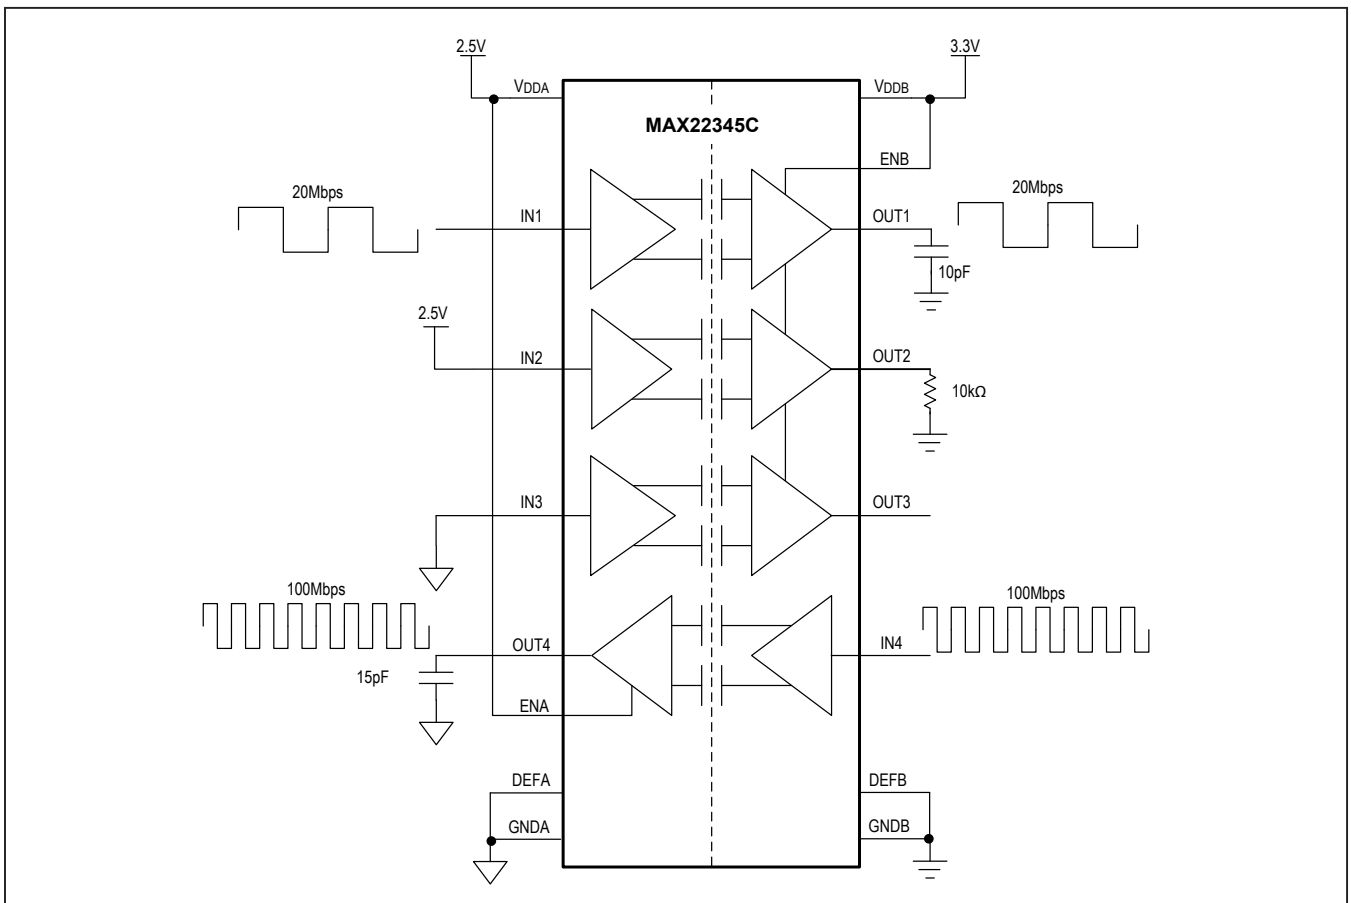 2.5V
3.3V
VDDA
VDDB
MAX22345C
ENB
20Mbps
20Mbps
IN1
OUT1
10pF
2.5V
IN2
OUT2
10kΩ
IN3
OUT3
100Mbps
100Mbps
OUT4
IN4
15pF
ENA
DEFA
DEFB
GNDA
GNDB